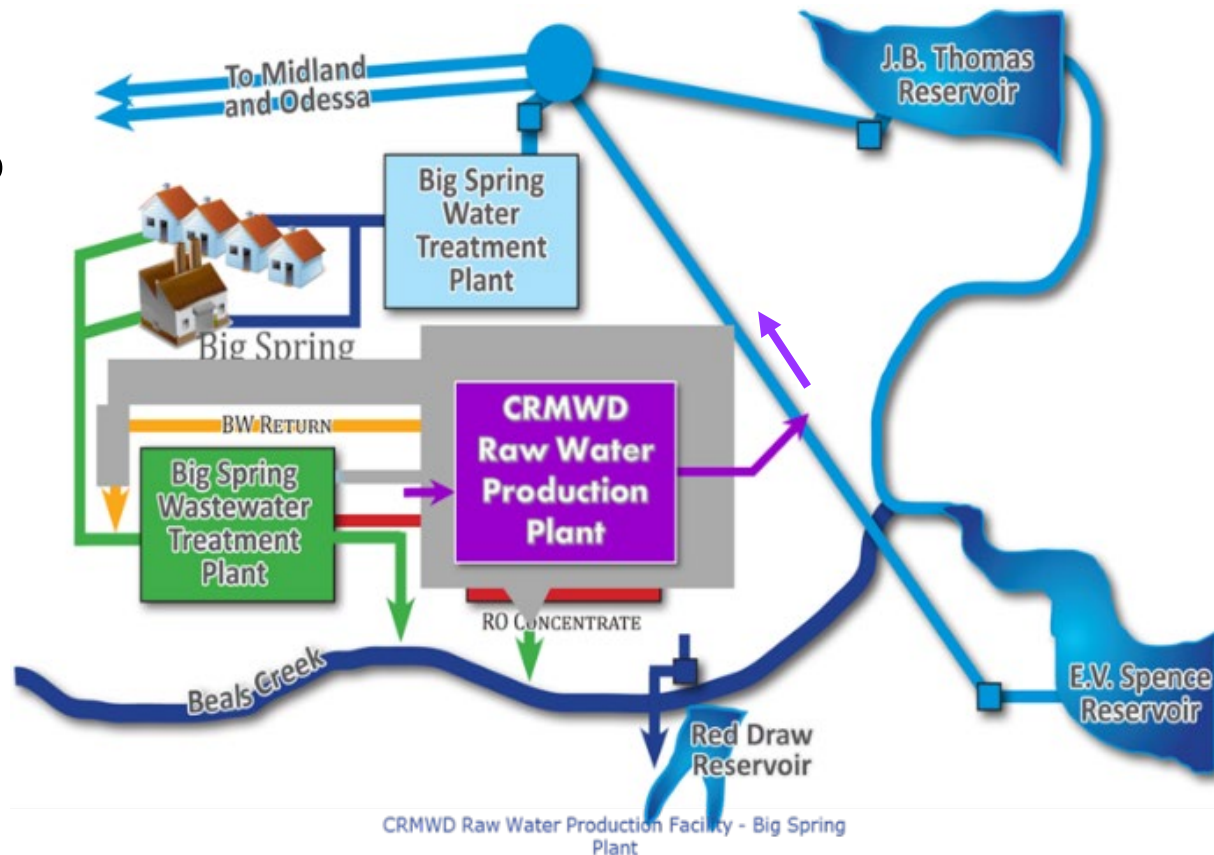 To Midland
and Odessa
J.B. Thomas
Reservoir
Big Spring
Water
Treatment
Plant
Big Spring
CRMWD
Raw Water
Production
Plant
BW RETURN
Big Spring
Wastewater
Treatment
Plant
RO CONCENTRATE
Beals Creek
Red Draw
Reservoir
E.V. Spence
Reservoir
CRMWD Raw Water Production Facility - Big Spring
Plant